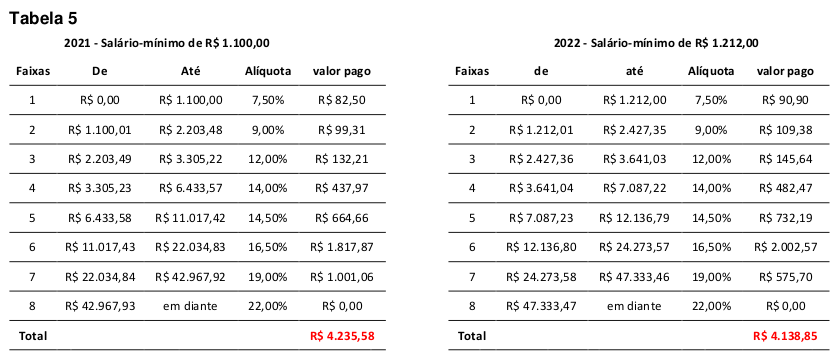 Tabela 5
2021 - Salário-mínimo de R$ 1.100,00
Faixas De Até Alíquota valor pago
1 R$ 0,00 R$ 1.100,00 7,50% R$ 82,50
2 R$ 1.100,01 R$ 2.203,48 9,00% R$ 99,31
3 R$ 2.203,49 R$ 3.305,22 12,00% R$ 132,21
4 R$ 3.305,23 R$ 6.433,57 14,00% R$ 437,97
5 R$ 6.433,58 R$ 11.017,42 14,50% R$ 664,66
6 R$ 11.017,43 R$ 22.034,83 16,50% R$ 1.817,87
7 R$ 22.034,84 R$ 42.967,92 19,00% R$ 1.001,06
8 R$ 42.967,93 em diante 22,00% R$ 0,00
Total R$ 4.235,58
2022 - Salário-mínimo de R$ 1.212,00
Faixas de até Alíquota valor pago
1 R$ 0,00 R$ 1.212,00 7,50% R$ 90,90
2 R$ 1.212,01 R$ 2.427,35 9,00% R$ 109,38
3 R$ 2.427,36 R$ 3.641,03 12,00% R$ 145,64
4 R$ 3.641,04 R$ 7.087,22 14,00% R$ 482,47
5 R$ 7.087,23 R$ 12.136,79 14,50% R$ 732,19
6 R$ 12.136,80 R$ 24.273,57 16,50% R$ 2.002,57
7 R$ 24.273,58 R$ 47.333,46 19,00% R$ 575,70
8 R$ 47.333,47 em diante 22,00% R$ 0,00
Total R$ 4.138,85